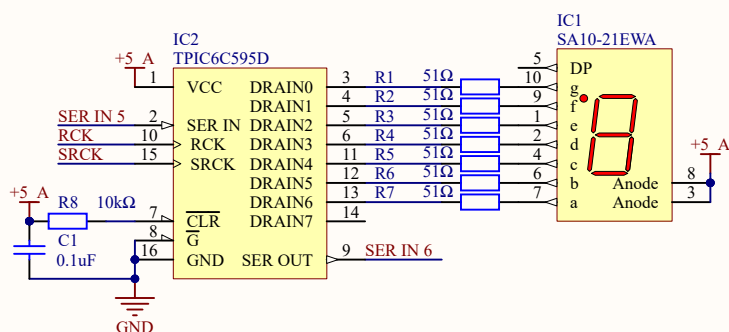 IC2
TPIC6C595D
IC1
SA10-21EWA
+5 A
1 VCC
SER IN 5 2 SER IN
RCK 10 RCK
SRCK 15 SRCK
+5 A
R8 10kΩ 7 CLR
C1
0.1uF
8 G
16 GND
GND
DRAIN0 3 R1 51Ω 10 g
DRAIN1 4 R2 51Ω 9 f
DRAIN2 5 R3 51Ω 1 e
DRAIN3 6 R4 51Ω 2 d
DRAIN4 11 R5 51Ω 4 c
DRAIN5 12 R6 51Ω 6 b
DRAIN6 13 R7 51Ω 7 a
DRAIN7 14
SER OUT 9 SER IN 6
5 DP
Anode 8
Anode 3
+5 A